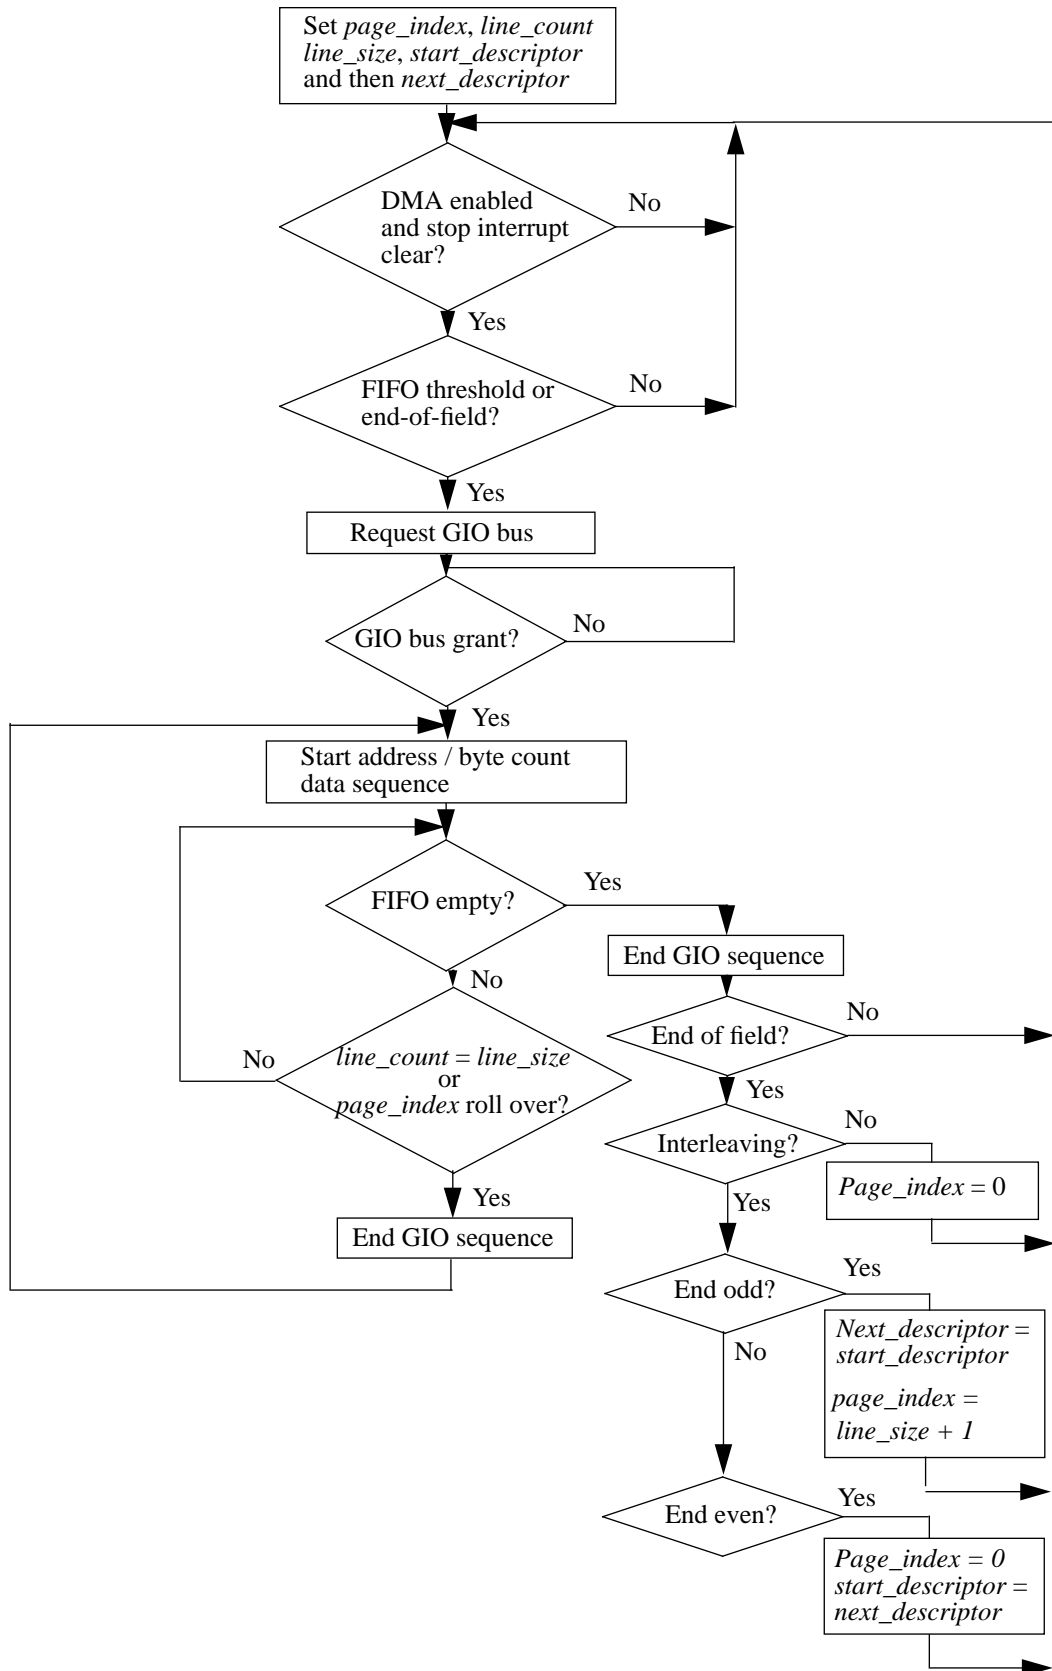 Set page_index, line_count
line_size, start_descriptor
and then next_descriptor
DMA enabled
and stop interrupt
clear?
No
Yes
FIFO threshold or
end-of-field?
No
Yes
Request GIO bus
GIO bus grant?
No
Yes
Start address / byte count
data sequence
FIFO empty?
Yes
No
line_count = line_size
or
page_index roll over?
No
Yes
End GIO sequence
End GIO sequence
End of field?
No
Yes
Interleaving?
No
Page_index = 0
Yes
End odd?
Yes
Next_descriptor =
start_descriptor
page_index =
line_size + 1
No
End even?
Yes
Page_index = 0
start_descriptor =
next_descriptor